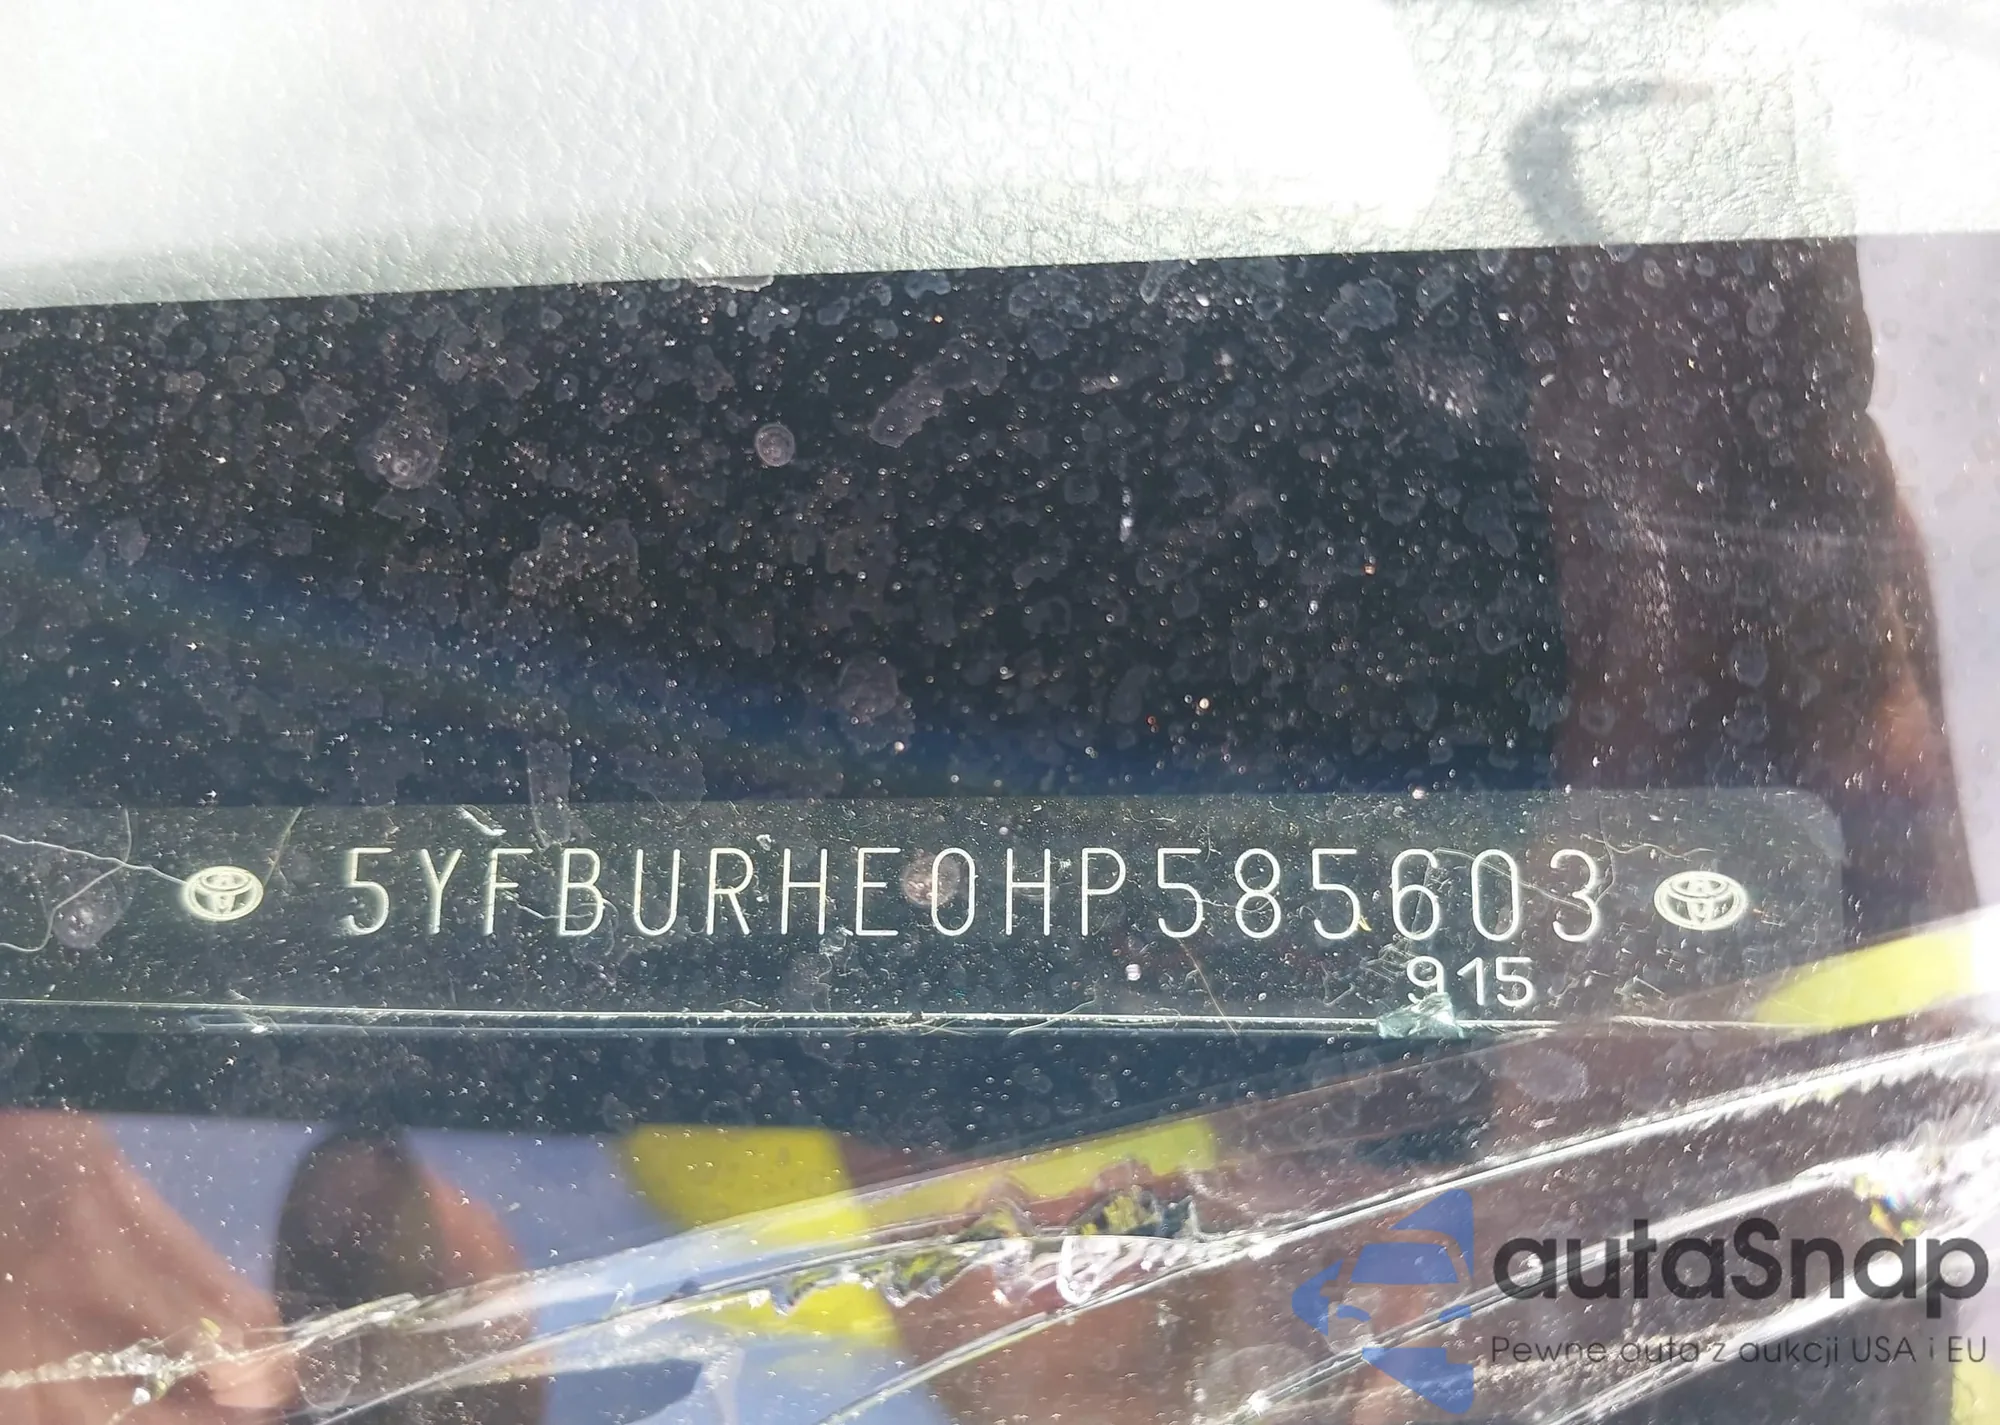 5YFBURHE0HP585603
915
autaSnap
Pewne auta z aukcji USA i EU